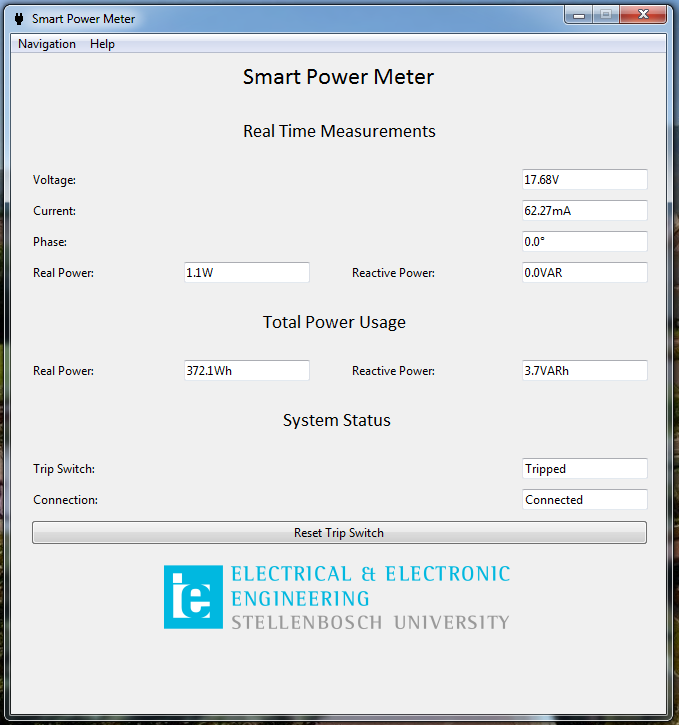 Smart Power Meter
Navigation Help
Smart Power Meter
Real Time Measurements
Voltage: 17.68V
Current: 62.27mA
Phase: 0.0°
Real Power: 1.1W Reactive Power: 0.0VAR
Total Power Usage
Real Power: 372.1Wh Reactive Power: 3.7VARh
System Status
Trip Switch: Tripped
Connection: Connected
Reset Trip Switch
ie ELECTRICAL & ELECTRONIC
ENGINEERING
STELLENBOSCH UNIVERSITY